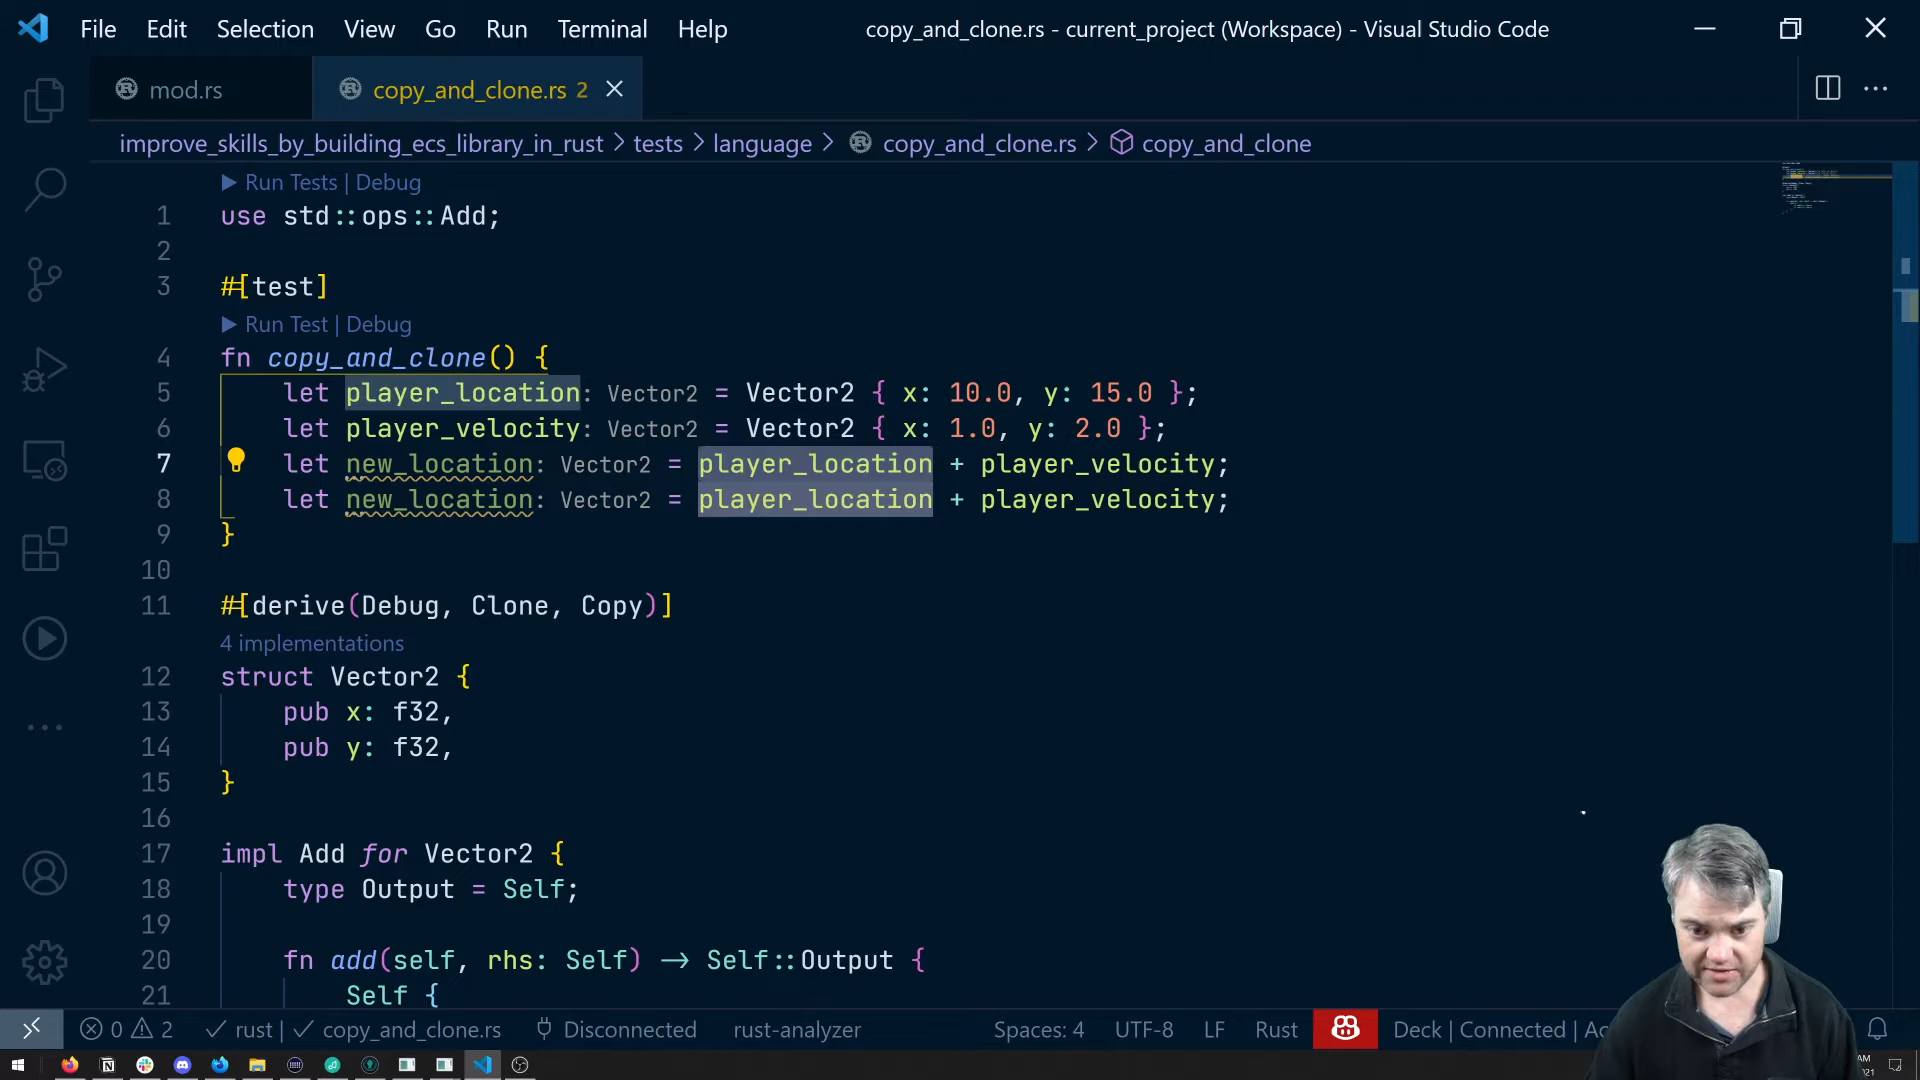 File Edit Selection View Go Run Terminal Help copy_and_clone.rs - current_project (Workspace) - Visual Studio Code
mod.rs copy_and_clone.rs 2
improve_skills_by_building_ecs_library_in_rust > tests > language > copy_and_clone.rs > copy_and_clone
▶ Run Tests | Debug
1 use std::ops::Add;
2
3 #[test]
▶ Run Test | Debug
4 fn copy_and_clone() {
5 let player_location: Vector2 = Vector2 { x: 10.0, y: 15.0 };
6 let player_velocity: Vector2 = Vector2 { x: 1.0, y: 2.0 };
7 let new_location: Vector2 = player_location + player_velocity;
8 let new_location: Vector2 = player_location + player_velocity;
9 }
10
11 #[derive(Debug, Clone, Copy)]
4 implementations
12 struct Vector2 {
13 pub x: f32,
14 pub y: f32,
15 }
16
17 impl Add for Vector2 {
18 type Output = Self;
19
20 fn add(self, rhs: Self) -> Self::Output {
21 Self {
0 2 rust | copy_and_clone.rs Disconnected rust-analyzer Spaces: 4 UTF-8 LF Rust Deck | Connected |
AM